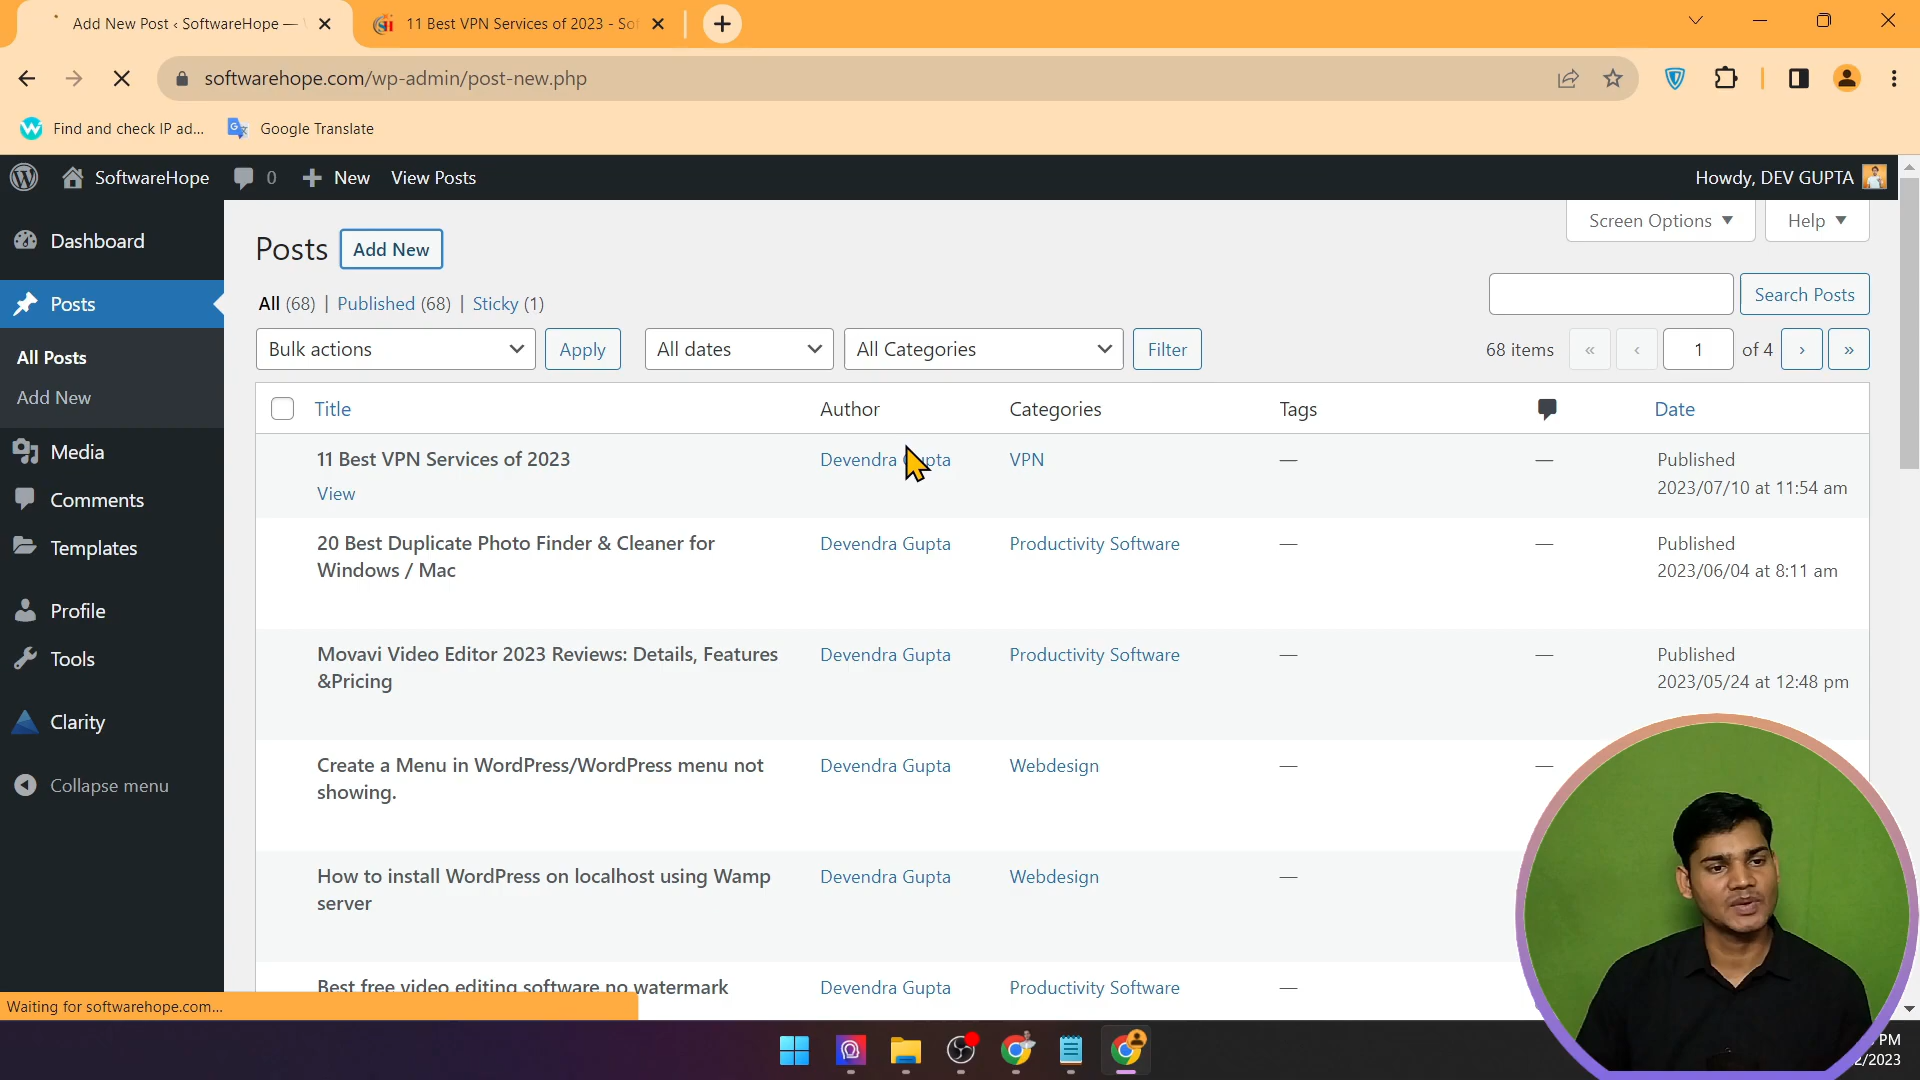 Add New Post ‹ SoftwareHope —
11 Best VPN Services of 2023 - Sof
softwarehope.com/wp-admin/post-new.php
Find and check IP ad...
Google Translate
SoftwareHope
0
New
View Posts
Howdy, DEV GUPTA
Dashboard
Posts
All Posts
Add New
Media
Comments
Templates
Profile
Tools
Clarity
Collapse menu
Screen Options
Help
Posts
Add New
All (68) | Published (68) | Sticky (1)
Search Posts
Bulk actions
Apply
All dates
All Categories
Filter
68 items
«
‹
1
of 4
›
»
Title Author Categories Tags Date
11 Best VPN Services of 2023 Devendra Gupta VPN — — Published
View 2023/07/10 at 11:54 am
20 Best Duplicate Photo Finder & Cleaner for Devendra Gupta Productivity Software — — Published
Windows / Mac 2023/06/04 at 8:11 am
Movavi Video Editor 2023 Reviews: Details, Features Devendra Gupta Productivity Software — — Published
&Pricing 2023/05/24 at 12:48 pm
Create a Menu in WordPress/WordPress menu not Devendra Gupta Webdesign — —
showing.
How to install WordPress on localhost using Wamp Devendra Gupta Webdesign —
server
Best free video editing software no watermark Devendra Gupta Productivity Software —
Waiting for softwarehope.com...
PM
2/2023